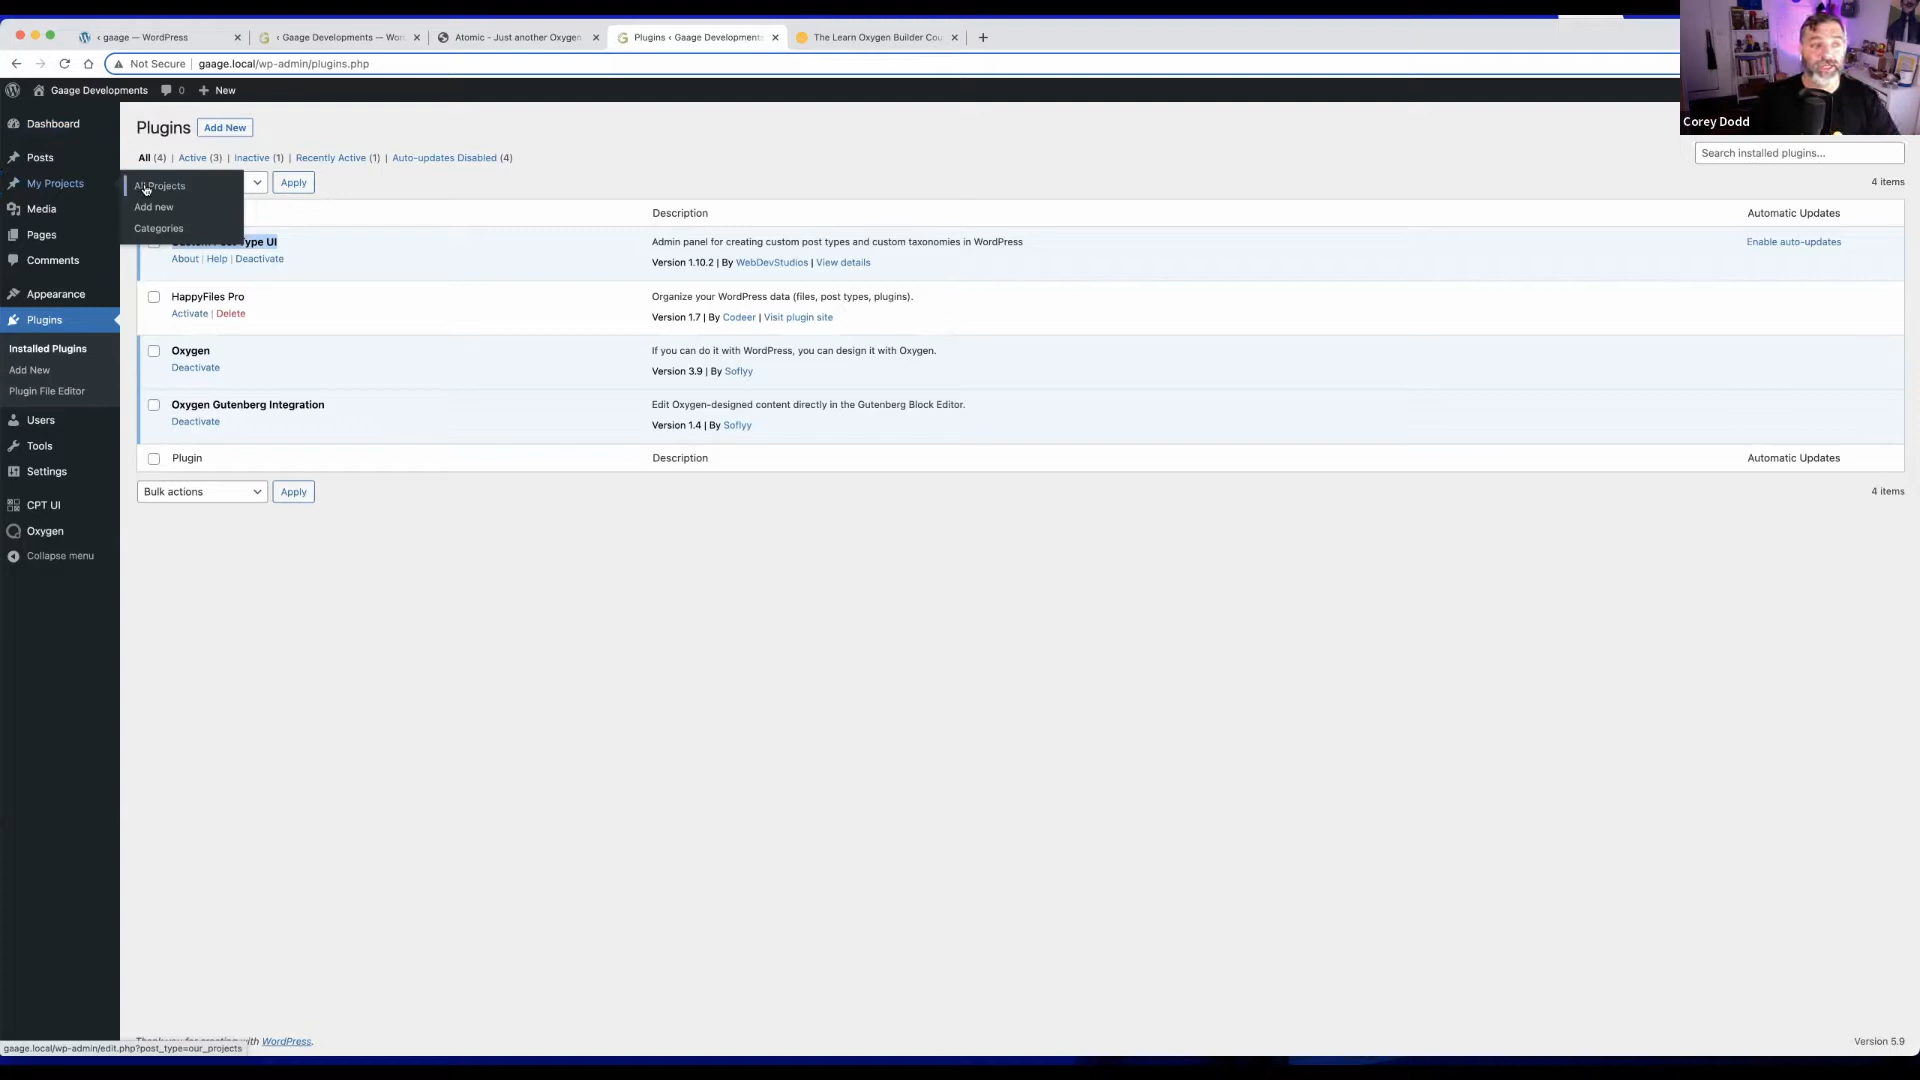 ‹ gaage — WordPress
‹ Gaage Developments — Wor
Atomic - Just another Oxygen
Plugins ‹ Gaage Developments
The Learn Oxygen Builder Cou
Not Secure
gaage.local/wp-admin/plugins.php
Corey Dodd
Gaage Developments
0
New
Dashboard
Posts
My Projects
Media
Pages
Comments
Appearance
Plugins
Installed Plugins
Add New
Plugin File Editor
Users
Tools
Settings
CPT UI
Oxygen
Collapse menu
All Projects
Add new
Categories
Plugins
Add New
All (4) | Active (3) | Inactive (1) | Recently Active (1) | Auto-updates Disabled (4)
Search installed plugins...
Apply
4 items
Description
Automatic Updates
Type UI
About | Help | Deactivate
Admin panel for creating custom post types and custom taxonomies in WordPress
Version 1.10.2 | By WebDevStudios | View details
Enable auto-updates
HappyFiles Pro
Activate | Delete
Organize your WordPress data (files, post types, plugins).
Version 1.7 | By Codeer | Visit plugin site
Oxygen
Deactivate
If you can do it with WordPress, you can design it with Oxygen.
Version 3.9 | By Soflyy
Oxygen Gutenberg Integration
Deactivate
Edit Oxygen-designed content directly in the Gutenberg Block Editor.
Version 1.4 | By Soflyy
Plugin
Description
Automatic Updates
Bulk actions
Apply
4 items
WordPress.
Version 5.9
gaage.local/wp-admin/edit.php?post_type=our_projects